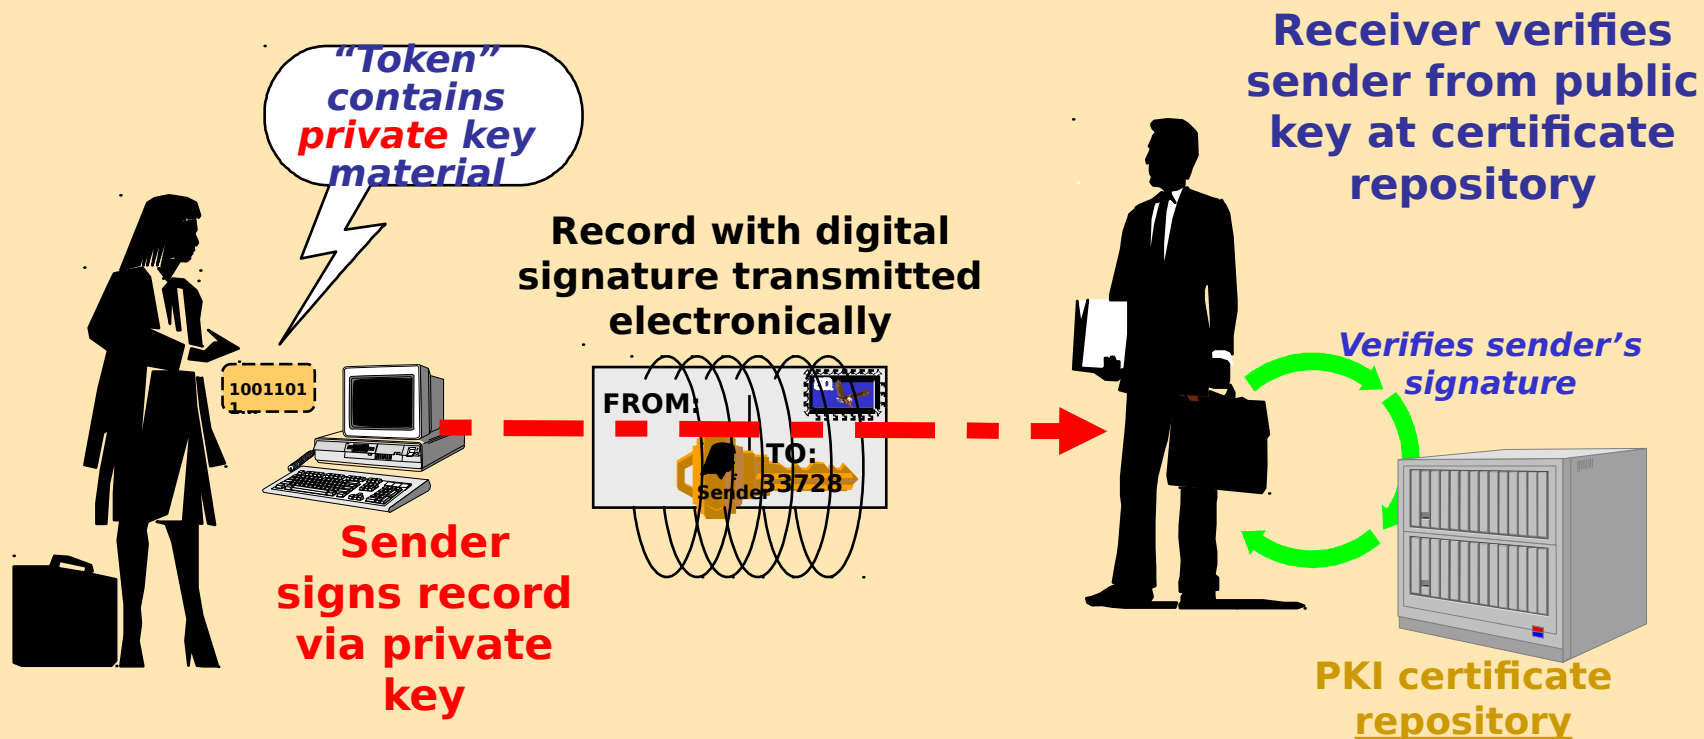 “Token”
contains
private key
material
Receiver verifies
sender from public
key at certificate
repository
Record with digital
signature transmitted
electronically
Verifies sender’s
signature
1001101
1...
FROM:
TO:
33728
Sender
Sender
signs record
via private
key
PKI certificate
repository